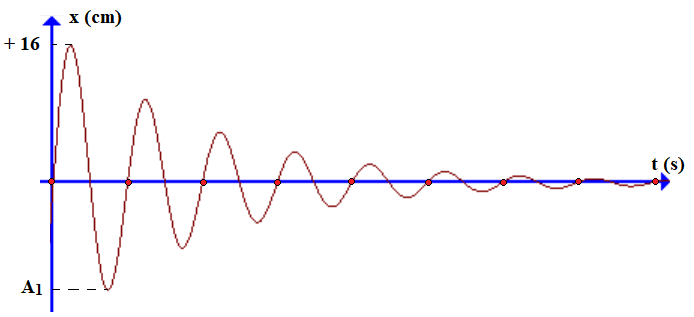 x (cm)
+ 16
t (s)
A1